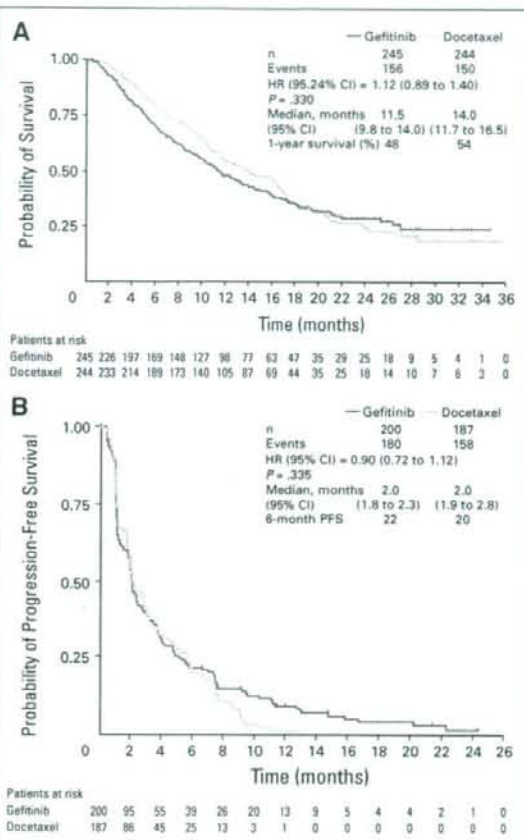 A
Gefitinib Docetaxel
n 245 244
Events 156 150
HR (95.24% CI) = 1.12 (0.89 to 1.40)
P = .330
Median, months 11.5 14.0
(95% CI) (9.8 to 14.0) (11.7 to 16.5)
1-year survival (%) 48 54
Probability of Survival
1.00
0.75
0.50
0.25
0 2 4 6 8 10 12 14 16 18 20 22 24 26 28 30 32 34 36
Time (months)
Patients at risk
Gefitinib 245 226 197 169 148 127 98 77 63 47 35 29 25 18 9 5 4 1 0
Docetaxel 244 233 214 189 173 140 105 87 69 44 35 25 18 14 10 7 6 3 0
B
Gefitinib Docetaxel
n 200 187
Events 180 158
HR (95% CI) = 0.90 (0.72 to 1.12)
P = .335
Median, months 2.0 2.0
(95% CI) (1.8 to 2.3) (1.9 to 2.8)
6-month PFS 22 20
Probability of Progression-Free Survival
1.00
0.75
0.50
0.25
0 2 4 6 8 10 12 14 16 18 20 22 24 26
Time (months)
Patients at risk
Gefitinib 200 95 55 39 26 20 13 9 5 4 4 2 1 0
Docetaxel 187 86 45 25 13 3 1 0 0 0 0 0 0 0